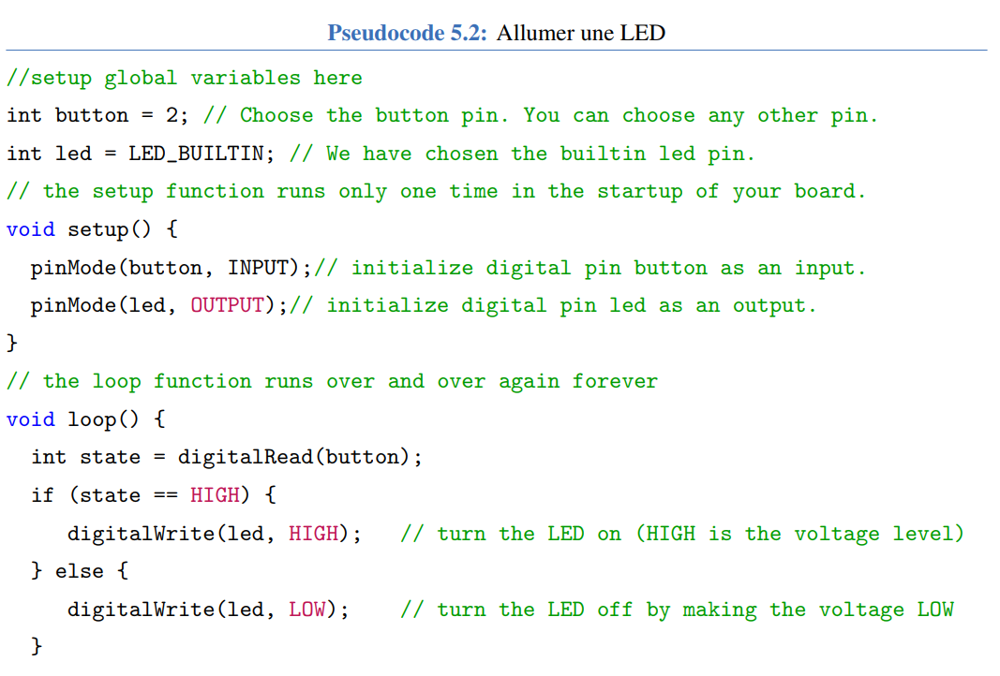 Pseudocode 5.2: Allumer une LED
//setup global variables here
int button = 2; // Choose the button pin. You can choose any other pin.
int led = LED_BUILTIN; // We have chosen the builtin led pin.
// the setup function runs only one time in the startup of your board.
void setup() {
  pinMode(button, INPUT);// initialize digital pin button as an input.
  pinMode(led, OUTPUT);// initialize digital pin led as an output.
}
// the loop function runs over and over again forever
void loop() {
  int state = digitalRead(button);
  if (state == HIGH) {
     digitalWrite(led, HIGH);   // turn the LED on (HIGH is the voltage level)
  } else {
     digitalWrite(led, LOW);    // turn the LED off by making the voltage LOW
  }